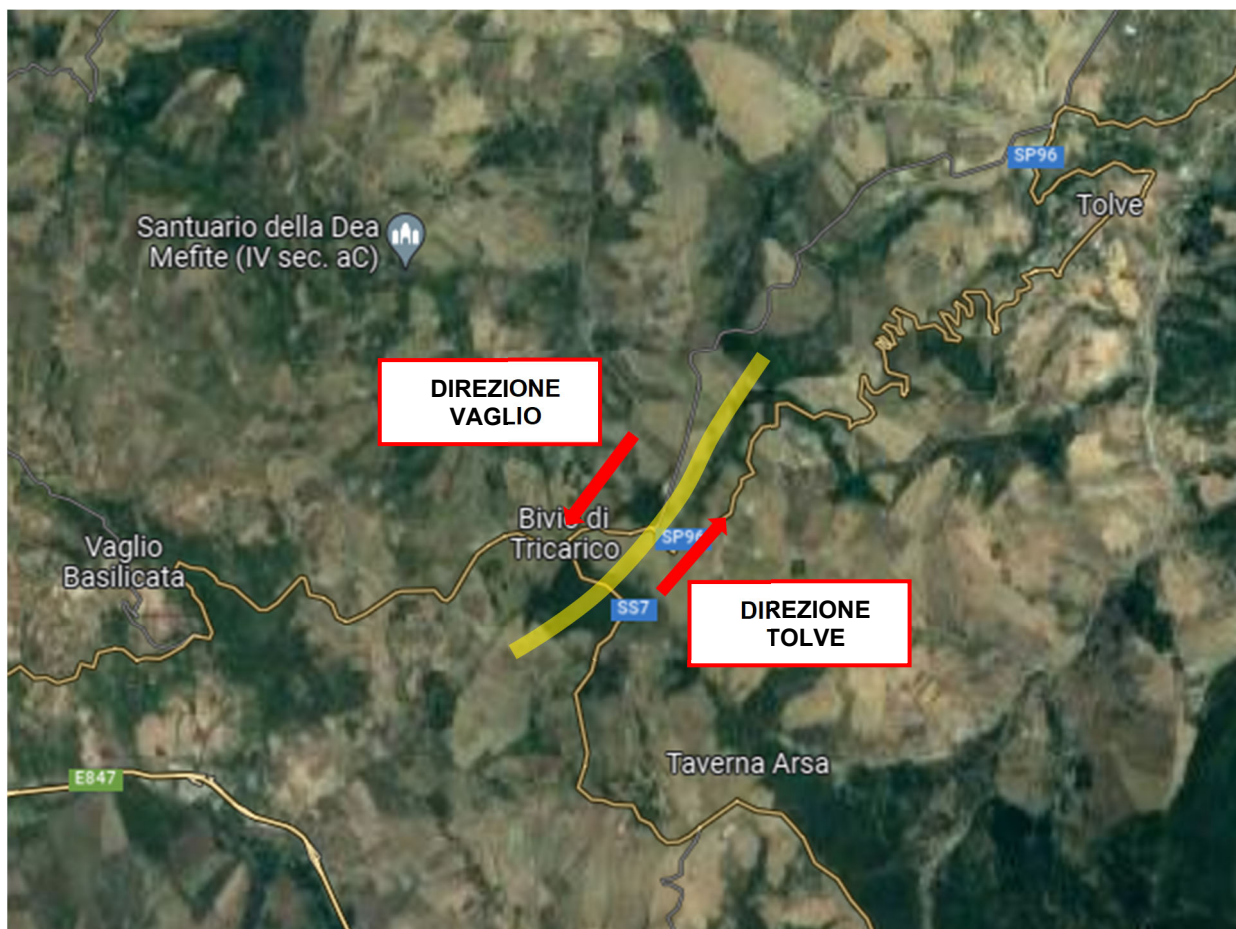 SP96
Tolve
Santuario della Dea
Mefite (IV sec. aC)
DIREZIONE
VAGLIO
Bivio di
Tricarico
SP96
Vaglio
Basilicata
SS7
DIREZIONE
TOLVE
Taverna Arsa
E847